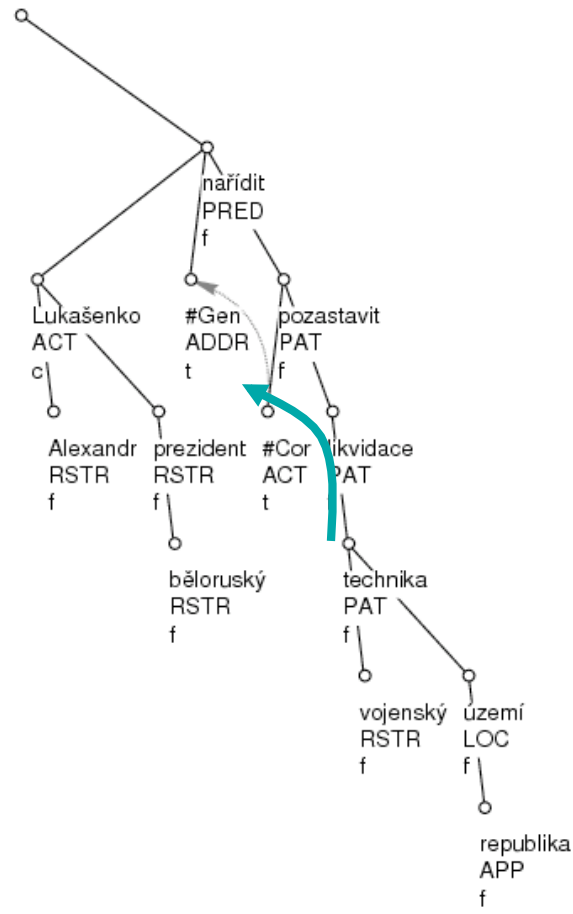 nařídit
PRED
f
Lukašenko
ACT
c
#Gen
ADDR
t
pozastavit
PAT
f
Alexandr
RSTR
f
prezident
RSTR
f
#Cor
ACT
t
likvidace
PAT
běloruský
RSTR
f
technika
PAT
f
vojenský
RSTR
f
území
LOC
f
republika
APP
f